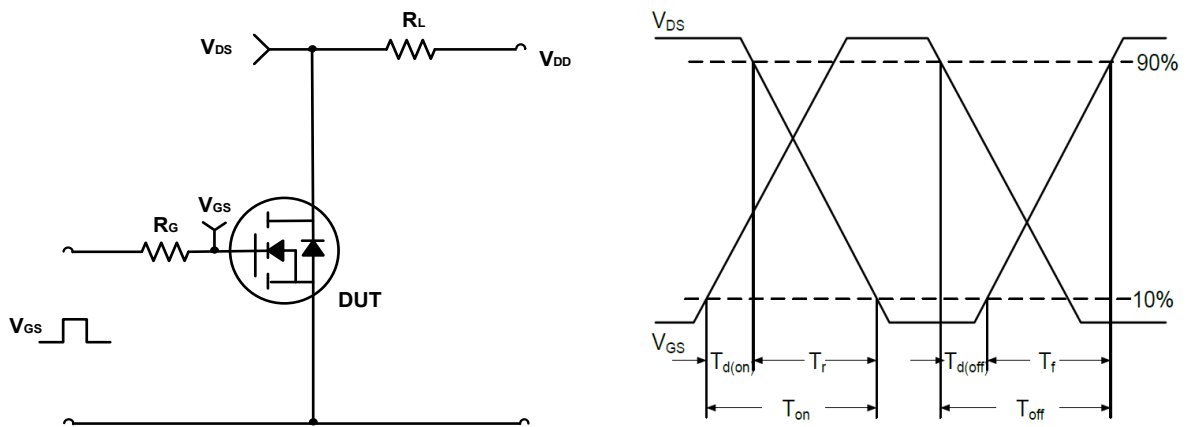 RL
VDS
VDD
VGS
RG
DUT
VGS
VDS
90%
10%
VGS
Td(on)
Tr
Td(off)
Tf
Ton
Toff